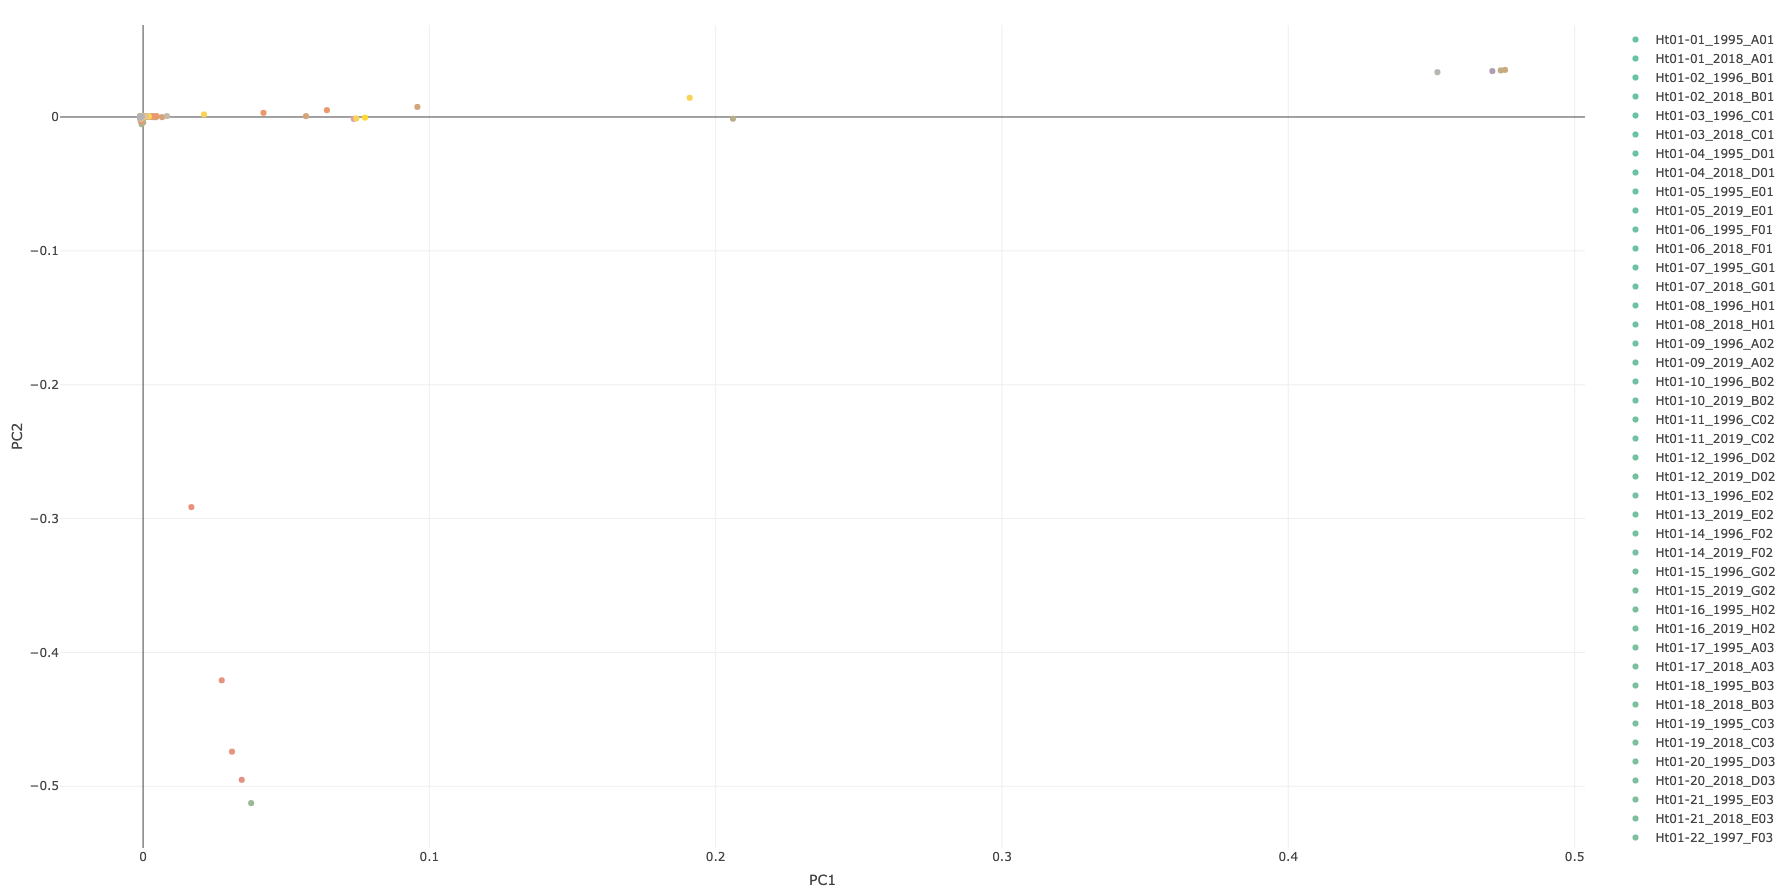 0
−0.1
−0.2
−0.3
−0.4
−0.5
PC2
0
0.1
0.2
0.3
0.4
0.5
PC1
Ht01-01_1995_A01
Ht01-01_2018_A01
Ht01-02_1996_B01
Ht01-02_2018_B01
Ht01-03_1996_C01
Ht01-03_2018_C01
Ht01-04_1995_D01
Ht01-04_2018_D01
Ht01-05_1995_E01
Ht01-05_2019_E01
Ht01-06_1995_F01
Ht01-06_2018_F01
Ht01-07_1995_G01
Ht01-07_2018_G01
Ht01-08_1996_H01
Ht01-08_2018_H01
Ht01-09_1996_A02
Ht01-09_2019_A02
Ht01-10_1996_B02
Ht01-10_2019_B02
Ht01-11_1996_C02
Ht01-11_2019_C02
Ht01-12_1996_D02
Ht01-12_2019_D02
Ht01-13_1996_E02
Ht01-13_2019_E02
Ht01-14_1996_F02
Ht01-14_2019_F02
Ht01-15_1996_G02
Ht01-15_2019_G02
Ht01-16_1995_H02
Ht01-16_2019_H02
Ht01-17_1995_A03
Ht01-17_2018_A03
Ht01-18_1995_B03
Ht01-18_2018_B03
Ht01-19_1995_C03
Ht01-19_2018_C03
Ht01-20_1995_D03
Ht01-20_2018_D03
Ht01-21_1995_E03
Ht01-21_2018_E03
Ht01-22_1997_F03